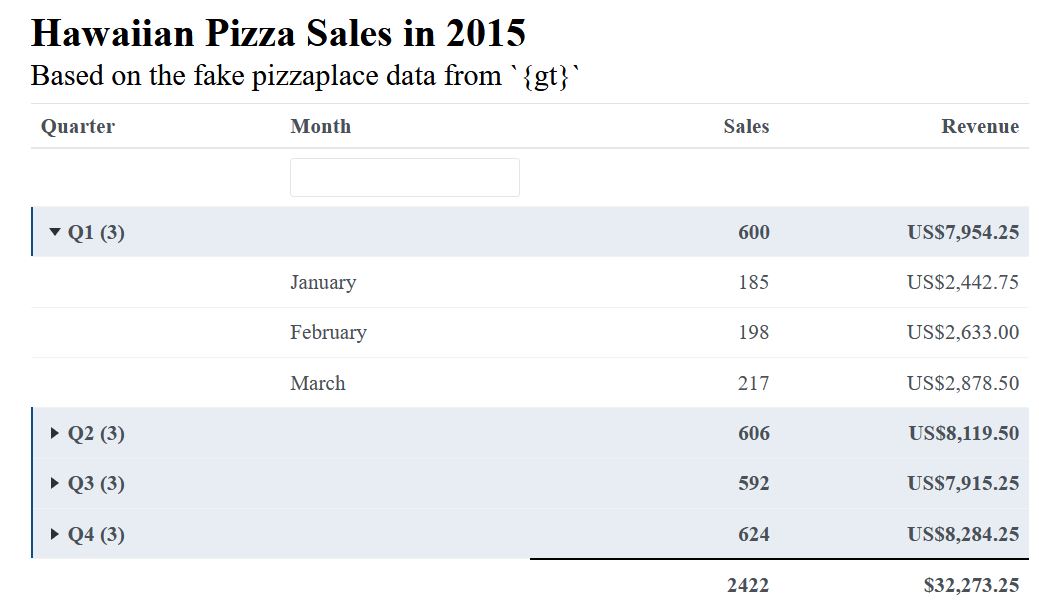 Hawaiian Pizza Sales in 2015
Based on the fake pizzaplace data from `{gt}`
Quarter Month Sales Revenue
Q1 (3) 600 US$7,954.25
January 185 US$2,442.75
February 198 US$2,633.00
March 217 US$2,878.50
Q2 (3) 606 US$8,119.50
Q3 (3) 592 US$7,915.25
Q4 (3) 624 US$8,284.25
2422 $32,273.25